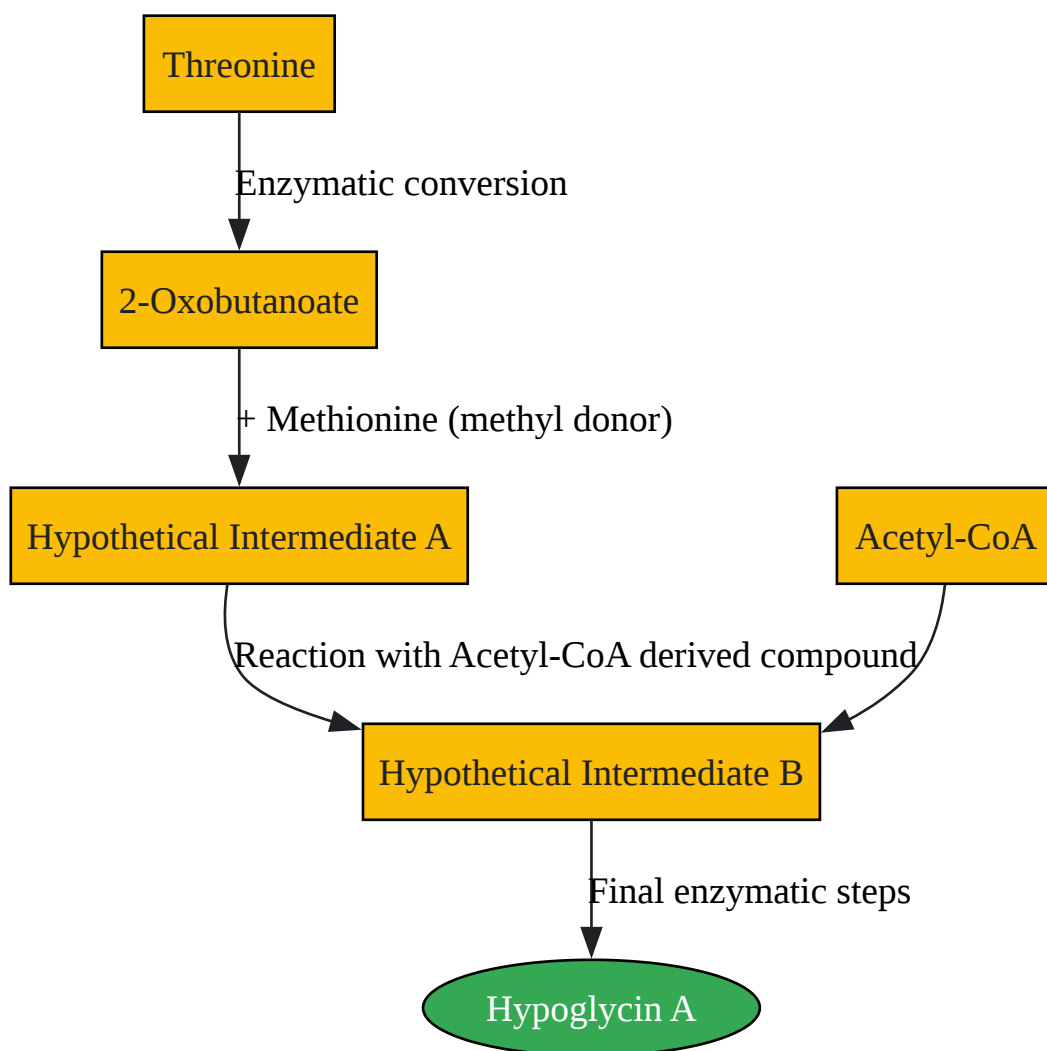 Threonine
Enzymatic conversion
2-Oxobutanoate
+ Methionine (methyl donor)
Hypothetical Intermediate A
Acetyl-CoA
Reaction with Acetyl-CoA derived compound
Hypothetical Intermediate B
Final enzymatic steps
Hypoglycin A